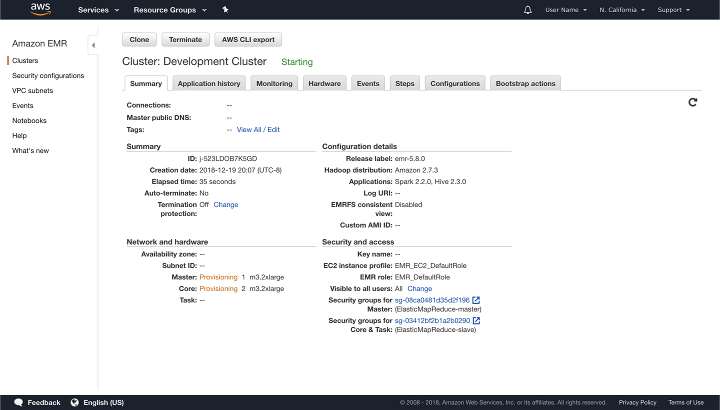 aws Services Resource Groups User Name N. California Support
Amazon EMR
Clusters
Security configurations
VPC subnets
Events
Notebooks
Help
What's new
Clone Terminate AWS CLI export
Cluster: Development Cluster Starting
Summary Application history Monitoring Hardware Events Steps Configurations Bootstrap actions
Connections: --
Master public DNS: --
Tags: -- View All / Edit
Summary
ID: j-523LDOB7K5GD
Creation date: 2018-12-19 20:07 (UTC-8)
Elapsed time: 35 seconds
Auto-terminate: No
Termination Off Change
protection:
Configuration details
Release label: emr-5.8.0
Hadoop distribution: Amazon 2.7.3
Applications: Spark 2.2.0, Hive 2.3.0
Log URI: --
EMRFS consistent Disabled
view:
Custom AMI ID: --
Network and hardware
Availability zone: --
Subnet ID: --
Master: Provisioning 1 m3.2xlarge
Core: Provisioning 2 m3.2xlarge
Task: --
Security and access
Key name: --
EC2 instance profile: EMR_EC2_DefaultRole
EMR role: EMR_DefaultRole
Visible to all users: All Change
Security groups for sg-08ca0481d35d2f196
Master: (ElasticMapReduce-master)
Security groups for sg-03412bf2b1a2b0290
Core & Task: (ElasticMapReduce-slave)
Feedback English (US) © 2008 - 2018, Amazon Web Services, Inc. or its affiliates. All rights reserved. Privacy Policy Terms of Use